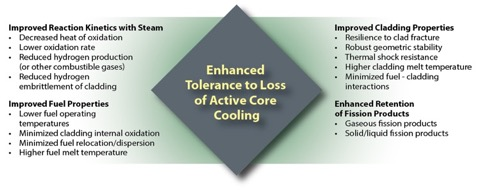 Improved Reaction Kinetics with Steam
• Decreased heat of oxidation
• Lower oxidation rate
• Reduced hydrogen production
(or other combustible gases)
• Reduced hydrogen
embrittlement of cladding
Improved Fuel Properties
• Lower fuel operating
temperatures
• Minimized cladding internal oxidation
• Minimized fuel relocation/dispersion
• Higher fuel melt temperature
Enhanced
Tolerance to Loss
of Active Core
Cooling
Improved Cladding Properties
• Resilience to clad fracture
• Robust geometric stability
• Thermal shock resistance
• Higher cladding melt temperature
• Minimized fuel - cladding
interactions
Enhanced Retention
of Fission Products
• Gaseous fission products
• Solid/liquid fission products